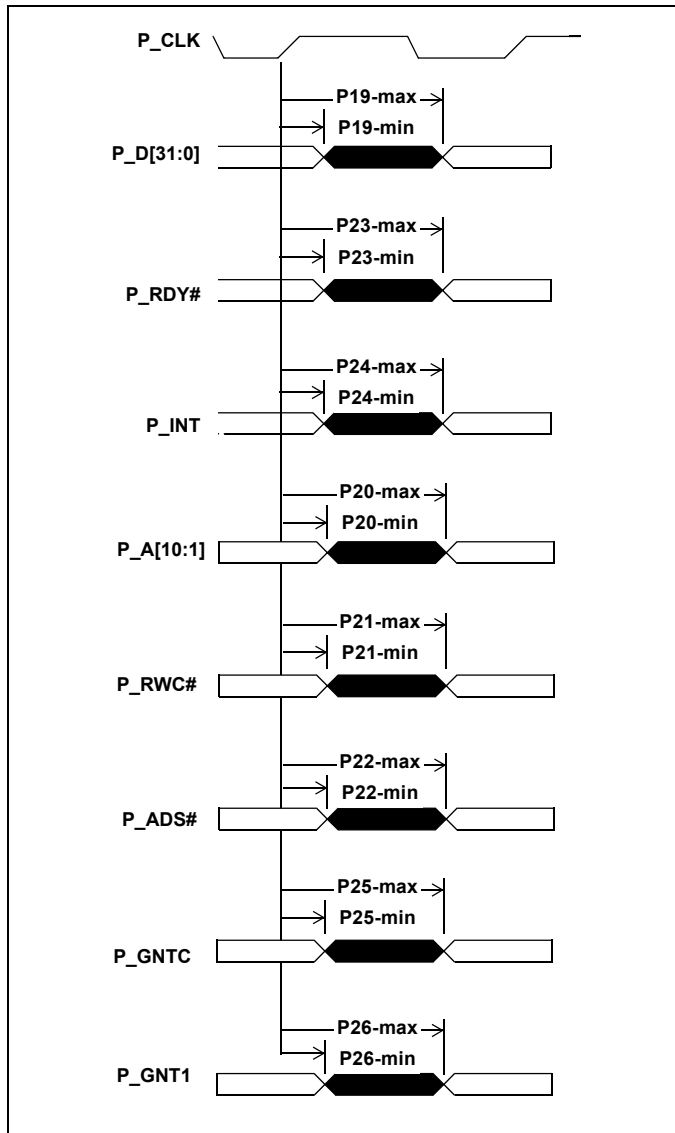 P_CLK
P19-max
P19-min
P_D[31:0]
P23-max
P23-min
P_RDY#
P24-max
P24-min
P_INT
P20-max
P20-min
P_A[10:1]
P21-max
P21-min
P_RWC#
P22-max
P22-min
P_ADS#
P25-max
P25-min
P_GNTC
P26-max
P26-min
P_GNT1